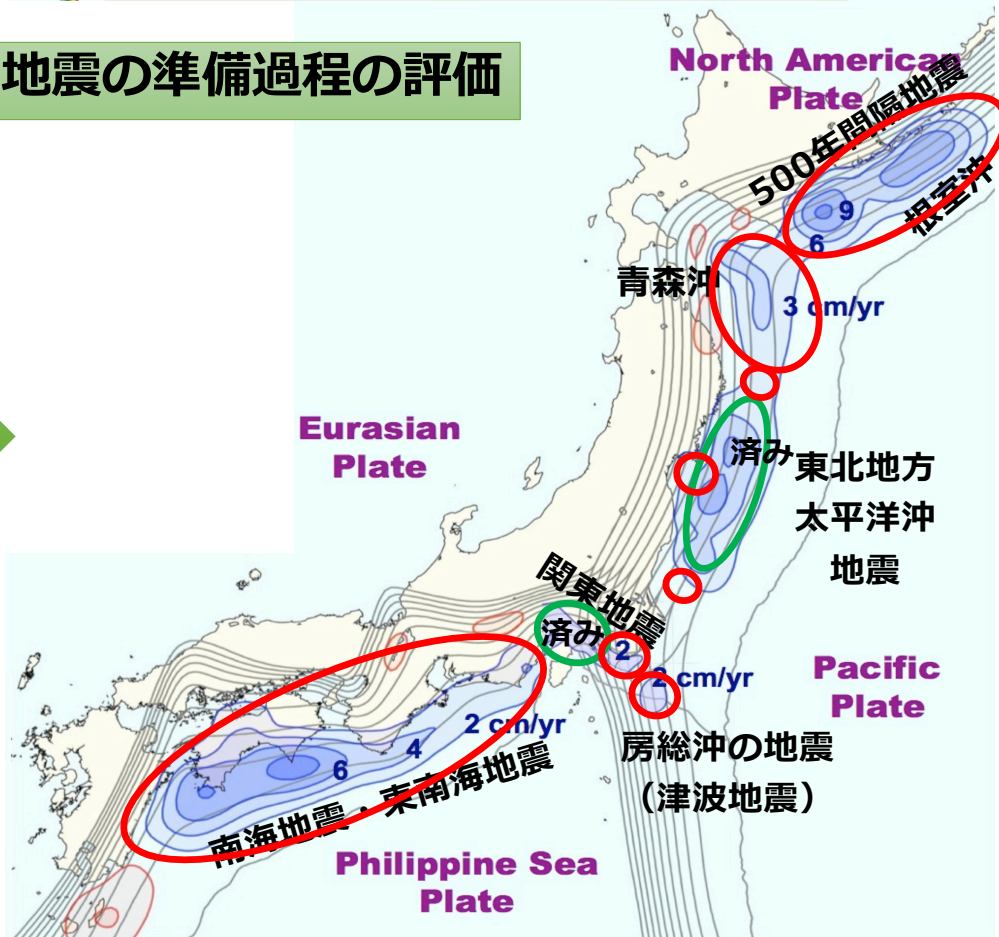 地震の準備過程の評価
North American
Plate
500年間隔地震
根室沖
9
6
青森沖
3 cm/yr
Eurasian
Plate
済み
東北地方
太平洋沖
地震
関東地震
済み
2
2 cm/yr
Pacific
Plate
2 cm/yr
4
6
房総沖の地震
（津波地震）
南海地震・東南海地震
Philippine Sea
Plate